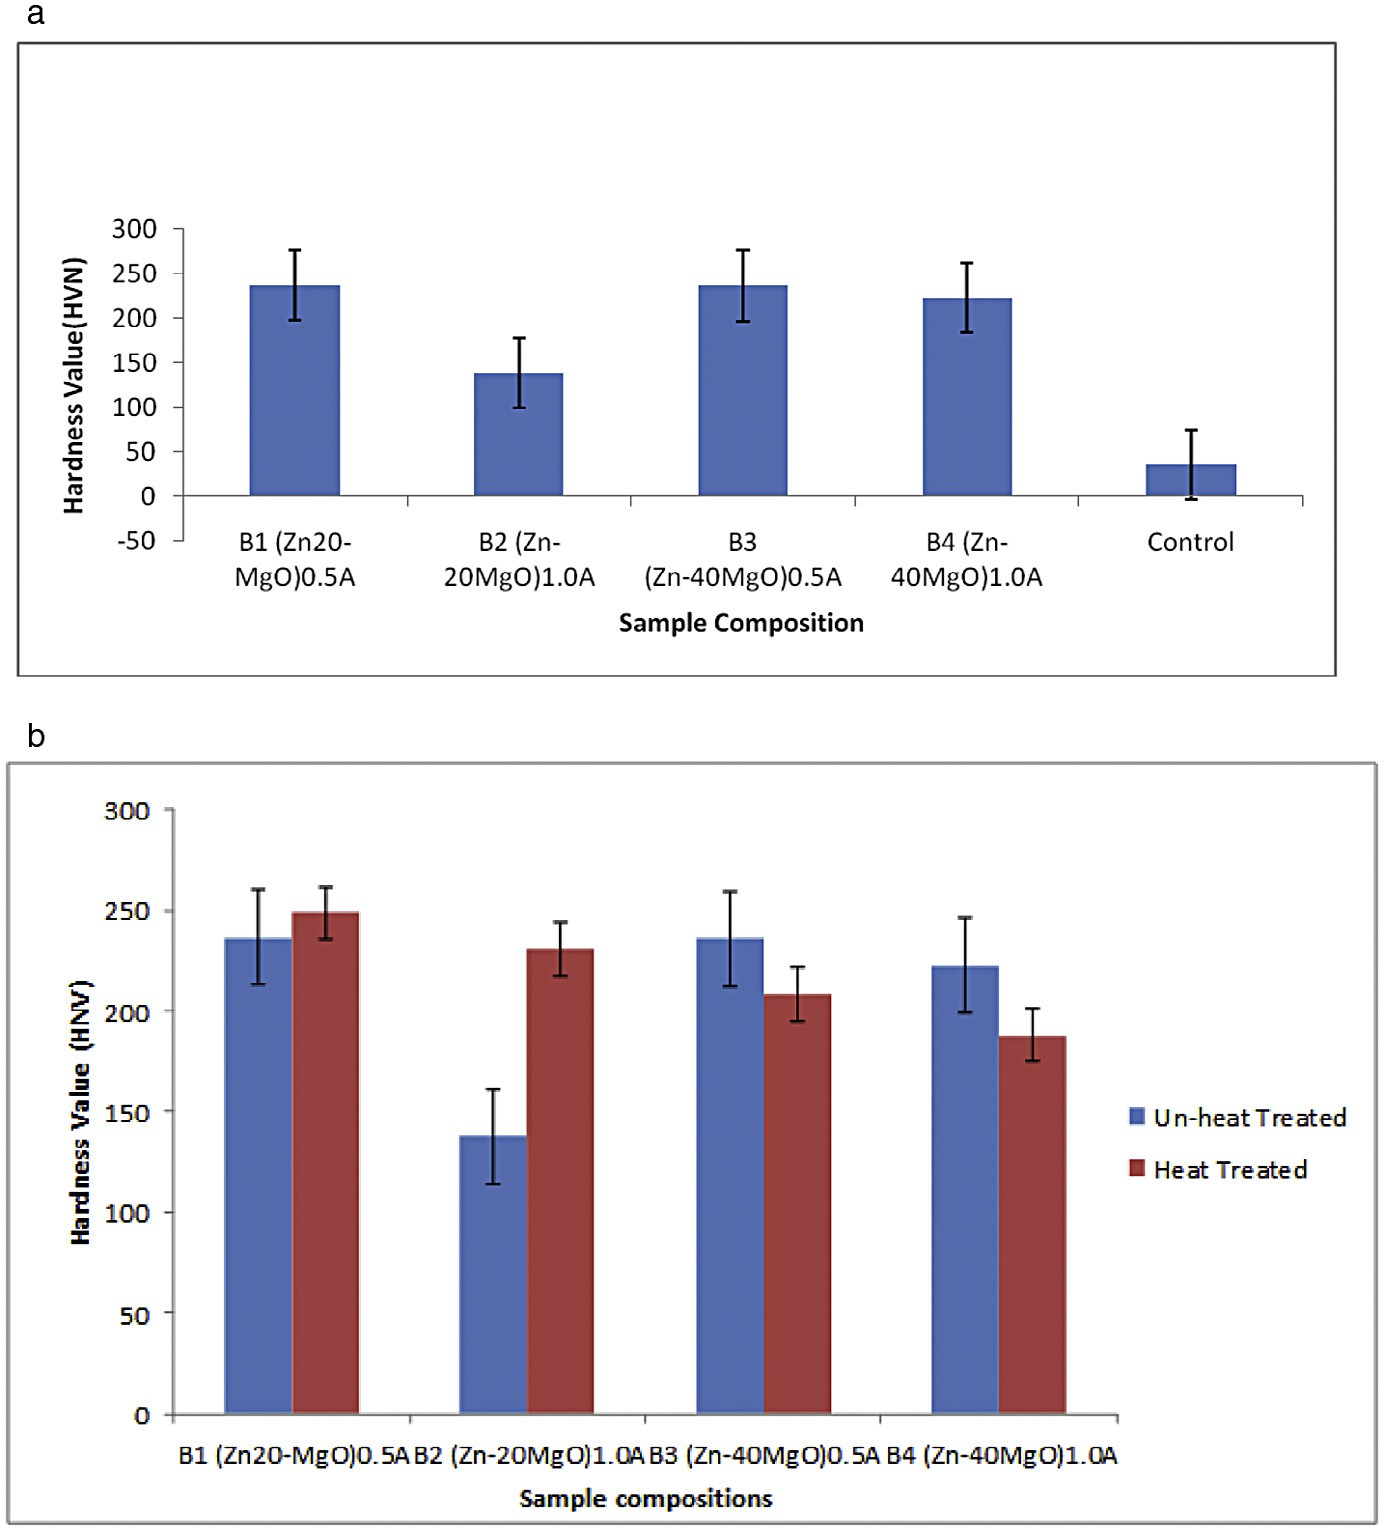 a
300
250
200
150
100
50
0
-50
Hardness Value(HVN)
B1 (Zn20-
MgO)0.5A
B2 (Zn-
20MgO)1.0A
B3
(Zn-40MgO)0.5A
B4 (Zn-
40MgO)1.0A
Control
Sample Composition
b
300
250
200
150
100
50
0
Hardness Value (HNV)
Un-heat Treated
Heat Treated
B1 (Zn20-MgO)0.5A B2 (Zn-20MgO)1.0A B3 (Zn-40MgO)0.5A B4 (Zn-40MgO)1.0A
Sample compositions